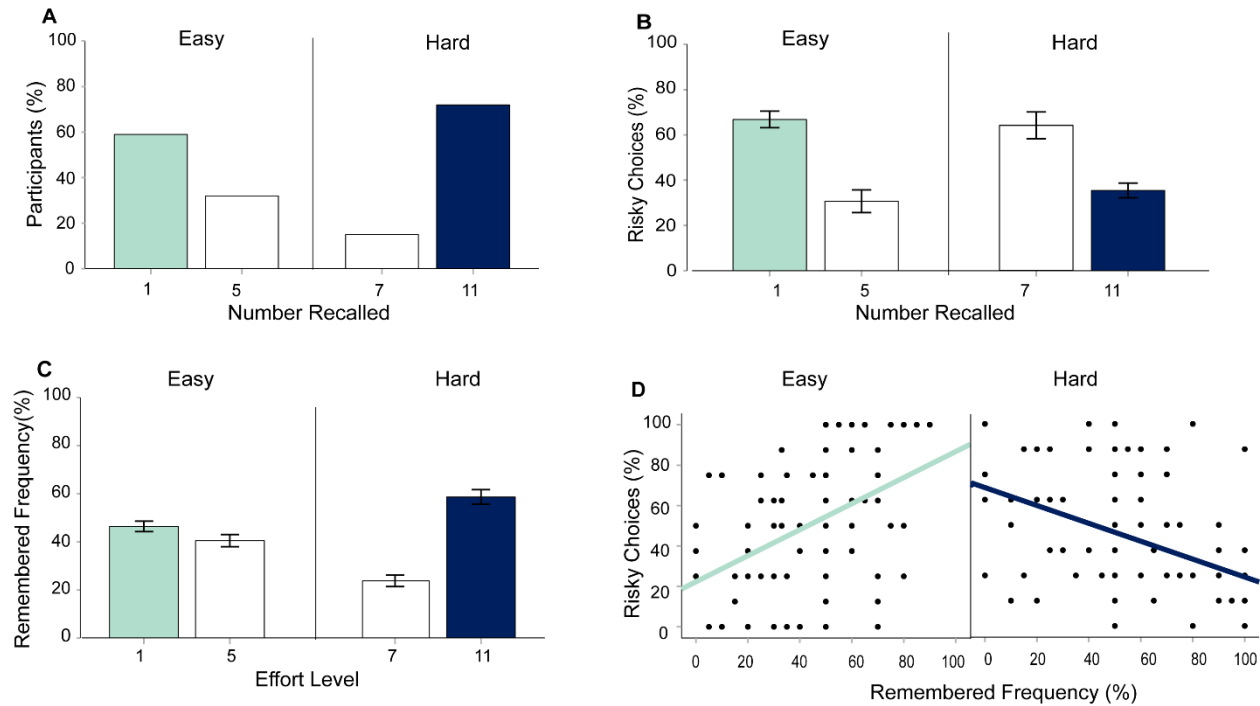 A
Easy
Hard
Participants (%)
100
80
60
40
20
0
1
5
7
11
Number Recalled
B
Easy
Hard
Risky Choices (%)
100
80
60
40
20
0
1
5
7
11
Number Recalled
C
Easy
Hard
Remembered Frequency(%)
100
80
60
40
20
0
1
5
7
11
Effort Level
D
Easy
Hard
Risky Choices (%)
100
80
60
40
20
0
0
20
40
60
80
100
0
20
40
60
80
100
Remembered Frequency (%)